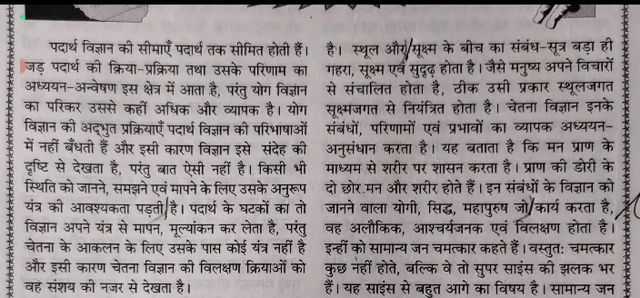 पदार्थ विज्ञान की सीमाएँ पदार्थ तक सीमित होती हैं।
जड़ पदार्थ की क्रिया-प्रक्रिया तथा उसके परिणाम का
अध्ययन-अन्वेषण इस क्षेत्र में आता है, परंतु योग विज्ञान
का परिकर उससे कहीं अधिक और व्यापक है। योग
विज्ञान की अद्भुत प्रक्रियाएँ पदार्थ विज्ञान की परिभाषाओं
में नहीं बँधती हैं और इसी कारण विज्ञान इसे संदेह की
दृष्टि से देखता है, परंतु बात ऐसी नहीं है। किसी भी
स्थिति को जानने, समझने एवं मापने के लिए उसके अनुरूप
यंत्र की आवश्यकता पड़ती है। पदार्थ के घटकों का तो
विज्ञान अपने यंत्र से मापन, मूल्यांकन कर लेता है, परंतु
चेतना के आकलन के लिए उसके पास कोई यंत्र नहीं है
और इसी कारण चेतना विज्ञान की विलक्षण क्रियाओं को
वह संशय की नजर से देखता है।
है। स्थूल और सूक्ष्म के बीच का संबंध-सूत्र बड़ा ही
गहरा, सूक्ष्म एवं सुदृढ़ होता है। जैसे मनुष्य अपने विचारों
से संचालित होता है, ठीक उसी प्रकार स्थूलजगत
सूक्ष्मजगत से नियंत्रित होता है। चेतना विज्ञान इनके
संबंधों, परिणामों एवं प्रभावों का व्यापक अध्ययन-
अनुसंधान करता है। यह बताता है कि मन प्राण के
माध्यम से शरीर पर शासन करता है। प्राण की डोरी के
दो छोर मन और शरीर होते हैं। इन संबंधों के विज्ञान को
जानने वाला योगी, सिद्ध, महापुरुष जो कार्य करता है,
वह अलौकिक, आश्चर्यजनक एवं विलक्षण होता है।
इन्हीं को सामान्य जन चमत्कार कहते हैं। वस्तुतः चमत्कार
कुछ नहीं होते, बल्कि वे तो सुपर साइंस की झलक भर
हैं। यह साइंस से बहुत आगे का विषय है। सामान्य जन